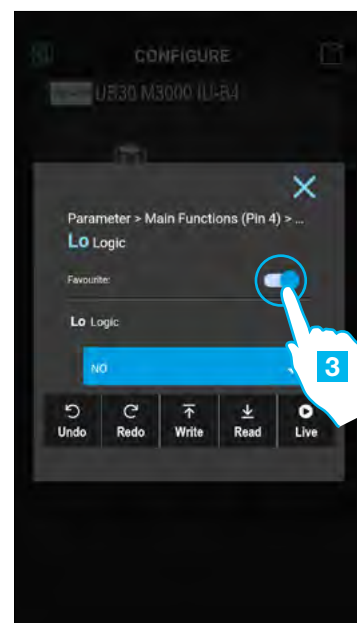 CONFIGURE
UB30 M3000 IU-B4
Parameter > Main Functions (Pin 4) > ...
Lo Logic
Favourite:
Lo Logic
NO
3
Undo Redo Write Read Live